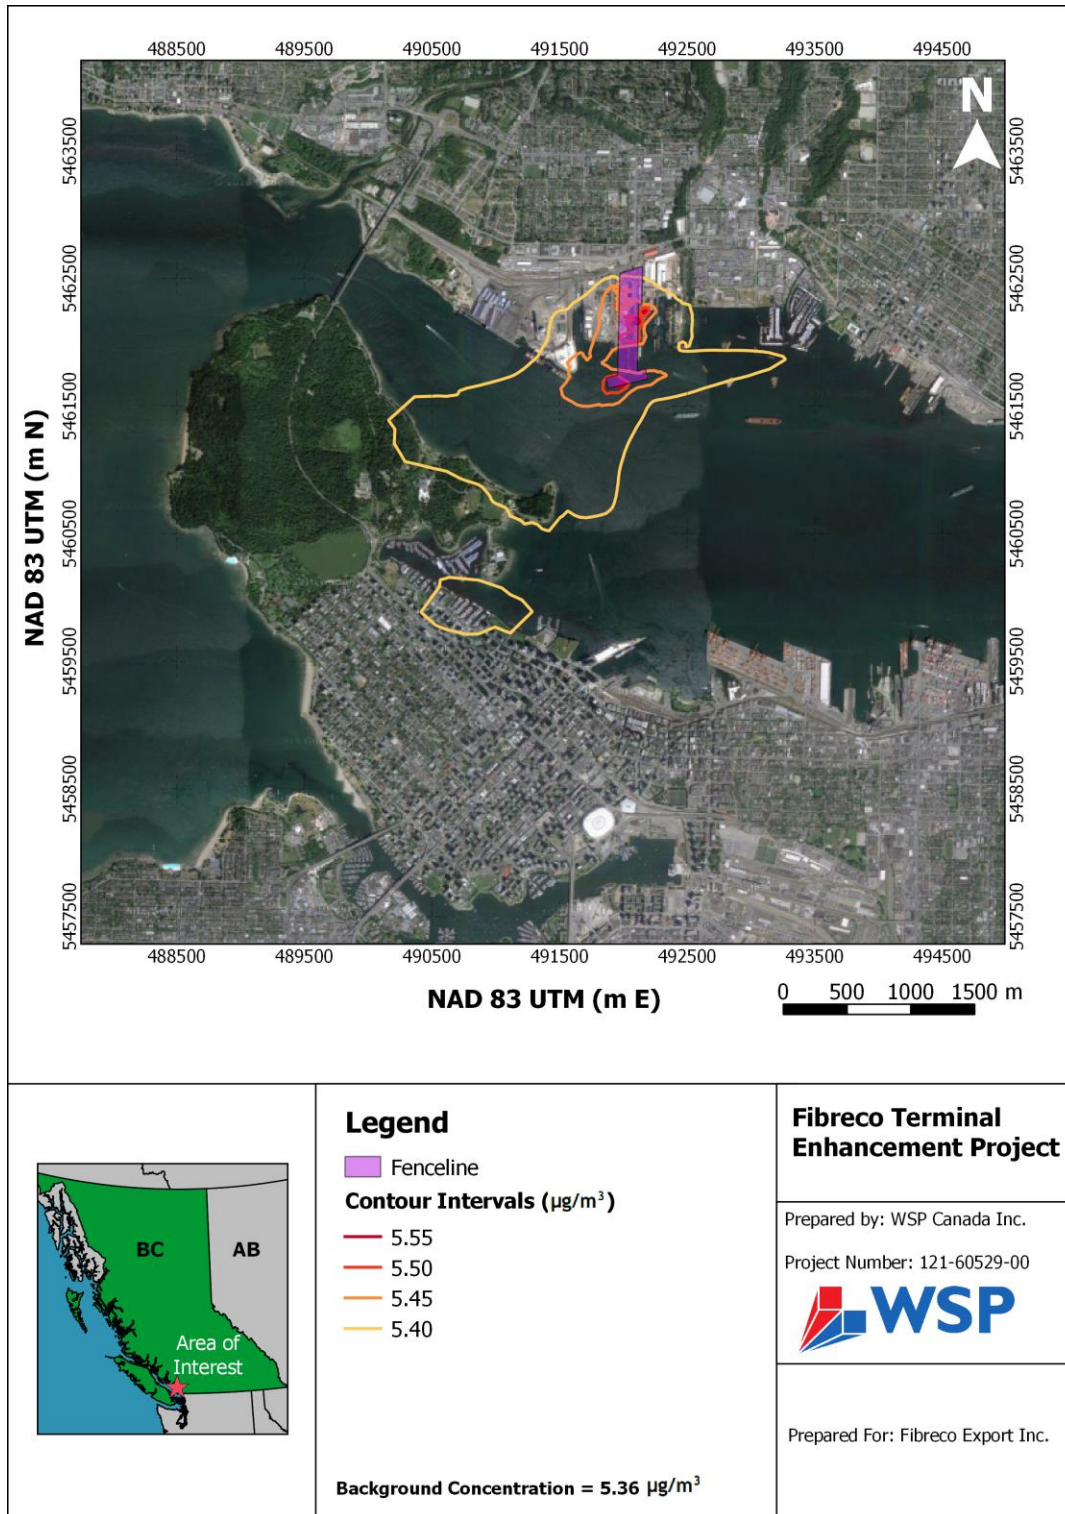 488500 489500 490500 491500 492500 493500 494500
N
5463500
5462500
5461500
5460500
5459500
5458500
5457500
NAD 83 UTM (m N)
5463500
5462500
5461500
5460500
5459500
5458500
5457500
488500 489500 490500 491500 492500 493500 494500
NAD 83 UTM (m E)
0 500 1000 1500 m
BC
AB
Area of
Interest
Legend
Fenceline
Contour Intervals (µg/m³)
5.55
5.50
5.45
5.40
Background Concentration = 5.36 µg/m³
Fibreco Terminal
Enhancement Project
Prepared by: WSP Canada Inc.
Project Number: 121-60529-00
WSP
Prepared For: Fibreco Export Inc.